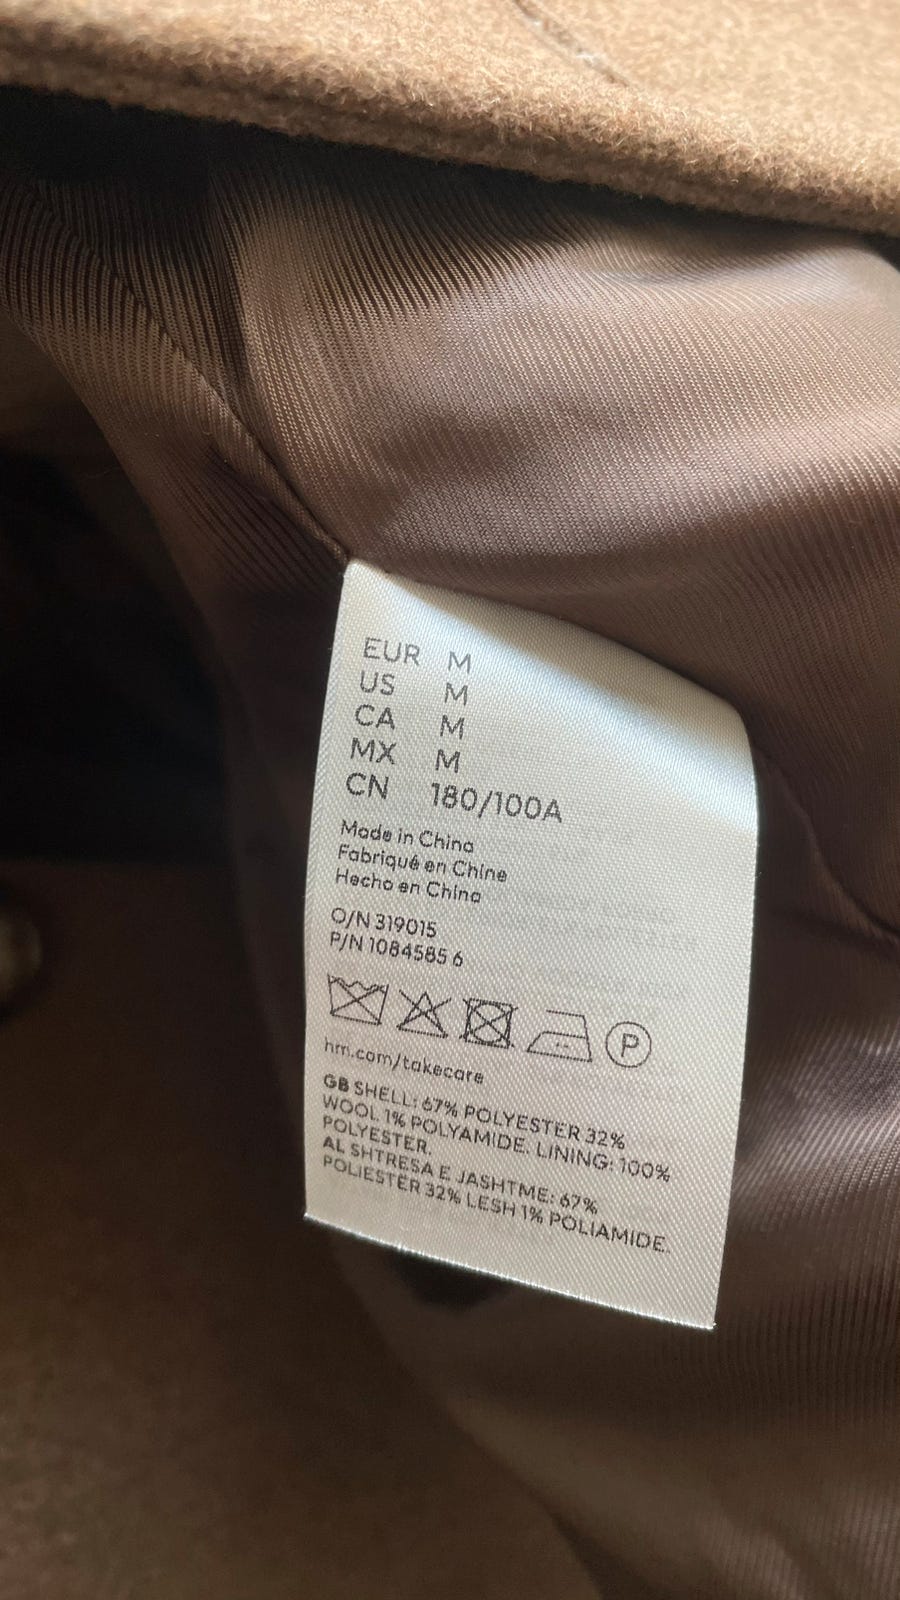 EUR M
US M
CA M
MX M
CN 180/100A
Made in China
Fabriqué en Chine
Hecho en China
O/N 319015
P/N 1084585 6
P
hm.com/takecare
GB SHELL: 67% POLYESTER 32%
WOOL 1% POLYAMIDE. LINING: 100%
POLYESTER.
AL SHTRESA E JASHTME: 67%
POLIESTER 32% LESH 1% POLIAMIDE.